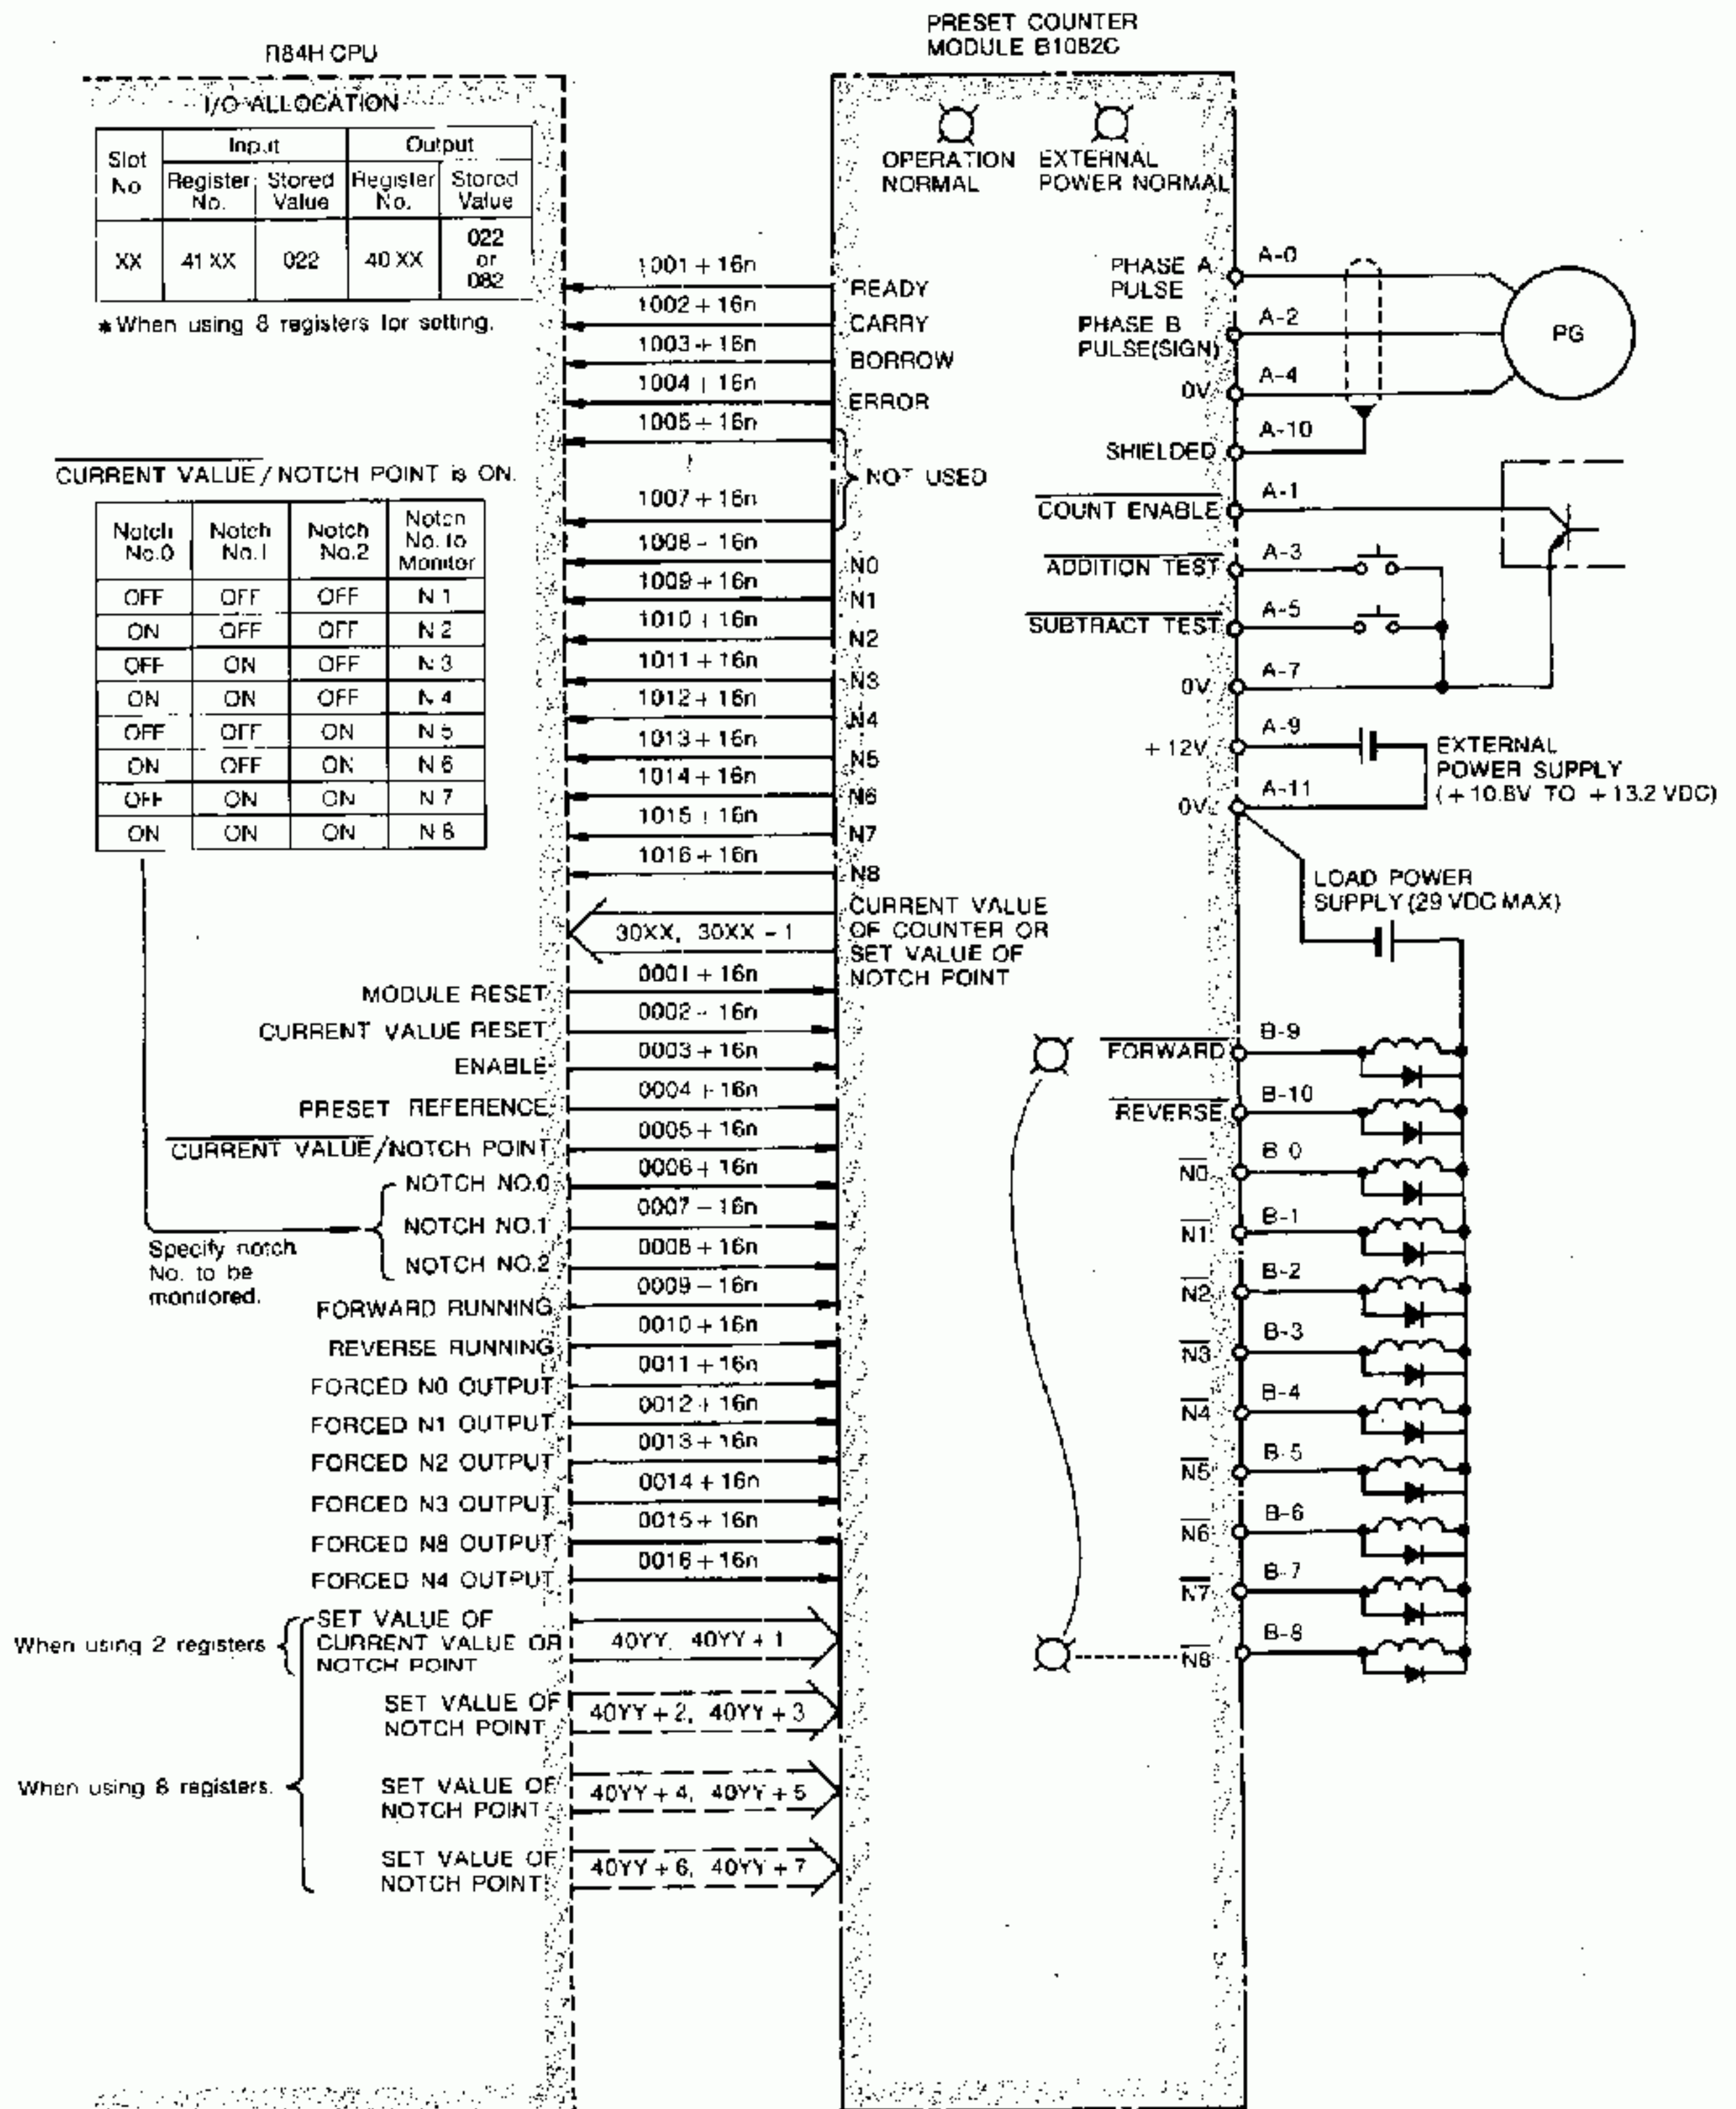 PRESET COUNTER
MODULE B1082C
R84H CPU
I/O ALLOCATION
Slot No
Input
Output
Register No.
Stored Value
Register No.
Stored Value
XX
41 XX
022
40 XX
022
or
082
*When using 8 registers for setting.
CURRENT VALUE/NOTCH POINT is ON.
Notch No.0
Notch No.1
Notch No.2
Notch No. to Monitor
OFF OFF OFF N 1
ON OFF OFF N 2
OFF ON OFF N 3
ON ON OFF N 4
OFF OFF ON N 5
ON OFF ON N 6
OFF ON ON N 7
ON ON ON N 8
Specify notch
No. to be
monitored.
1001 + 16n
READY
1002 + 16n
CARRY
1003 + 16n
BORROW
1004 + 16n
ERROR
1005 + 16n
1007 + 16n
NOT USED
1008 - 16n
N0
1009 + 16n
N1
1010 + 16n
N2
1011 + 16n
N3
1012 + 16n
N4
1013 + 16n
N5
1014 + 16n
N6
1015 + 16n
N7
1016 + 16n
N8
30XX, 30XX - 1
CURRENT VALUE
OF COUNTER OR
SET VALUE OF
NOTCH POINT
MODULE RESET
0001 + 16n
CURRENT VALUE RESET
0002 - 16n
ENABLE
0003 + 16n
PRESET REFERENCE
0004 + 16n
CURRENT VALUE/NOTCH POINT
0005 + 16n
NOTCH NO.0
0006 + 16n
NOTCH NO.1
0007 - 16n
NOTCH NO.2
0008 + 16n
FORWARD RUNNING
0009 - 16n
REVERSE RUNNING
0010 + 16n
FORCED N0 OUTPUT
0011 + 16n
FORCED N1 OUTPUT
0012 + 16n
FORCED N2 OUTPUT
0013 + 16n
FORCED N3 OUTPUT
0014 + 16n
FORCED N8 OUTPUT
0015 + 16n
FORCED N4 OUTPUT
0016 + 16n
When using 2 registers
SET VALUE OF
CURRENT VALUE OR
NOTCH POINT
40YY, 40YY + 1
SET VALUE OF
NOTCH POINT
40YY + 2, 40YY + 3
When using 8 registers.
SET VALUE OF
NOTCH POINT
40YY + 4, 40YY + 5
SET VALUE OF
NOTCH POINT
40YY + 6, 40YY + 7
OPERATION
NORMAL
EXTERNAL
POWER NORMAL
PHASE A
PULSE
A-0
PHASE B
PULSE(SIGN)
A-2
0V
A-4
SHIELDED
A-10
PG
COUNT ENABLE
A-1
ADDITION TEST
A-3
SUBTRACT TEST
A-5
0V
A-7
+ 12V
A-9
0V
A-11
EXTERNAL
POWER SUPPLY
(+ 10.8V TO + 13.2 VDC)
LOAD POWER
SUPPLY (29 VDC MAX)
FORWARD
B-9
REVERSE
B-10
N0
B 0
N1
B-1
N2
B-2
N3
B-3
N4
B-4
N5
B-5
N6
B-6
N7
B-7
N8
B-8